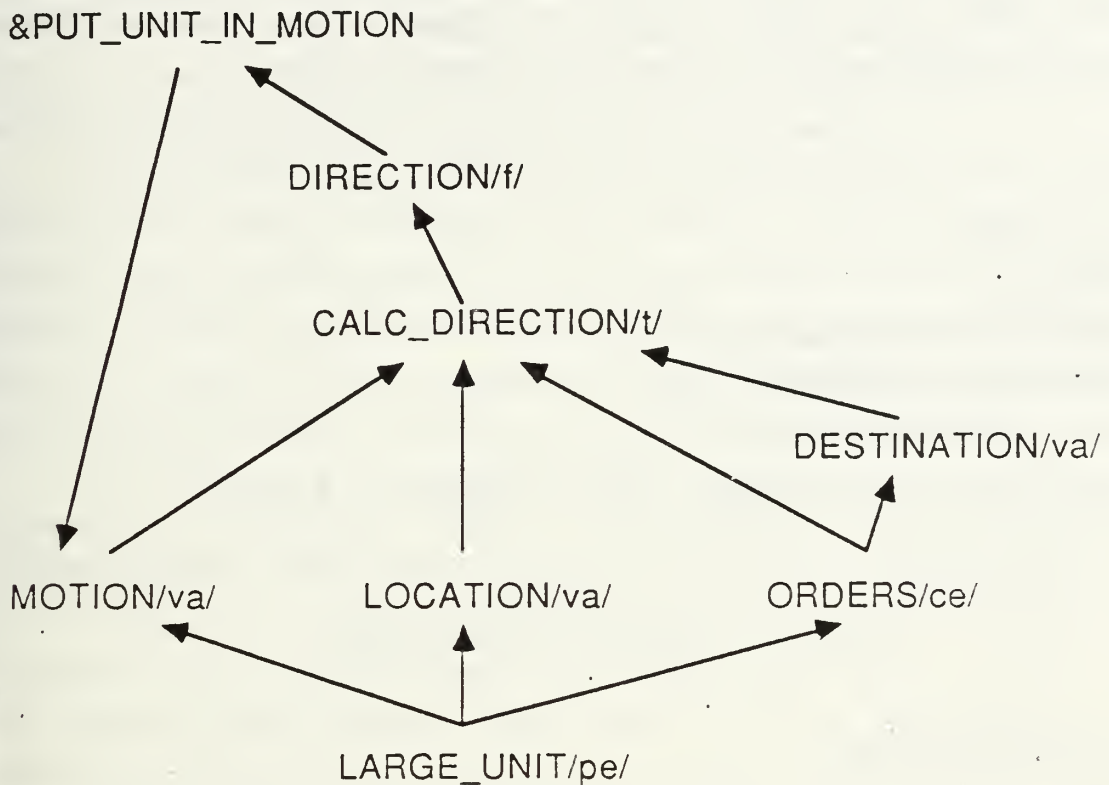 &PUT_UNIT_IN_MOTION
DIRECTION/f/
CALC_DIRECTION/t/
DESTINATION/va/
MOTION/va/ LOCATION/va/ ORDERS/ce/
LARGE_UNIT/pe/